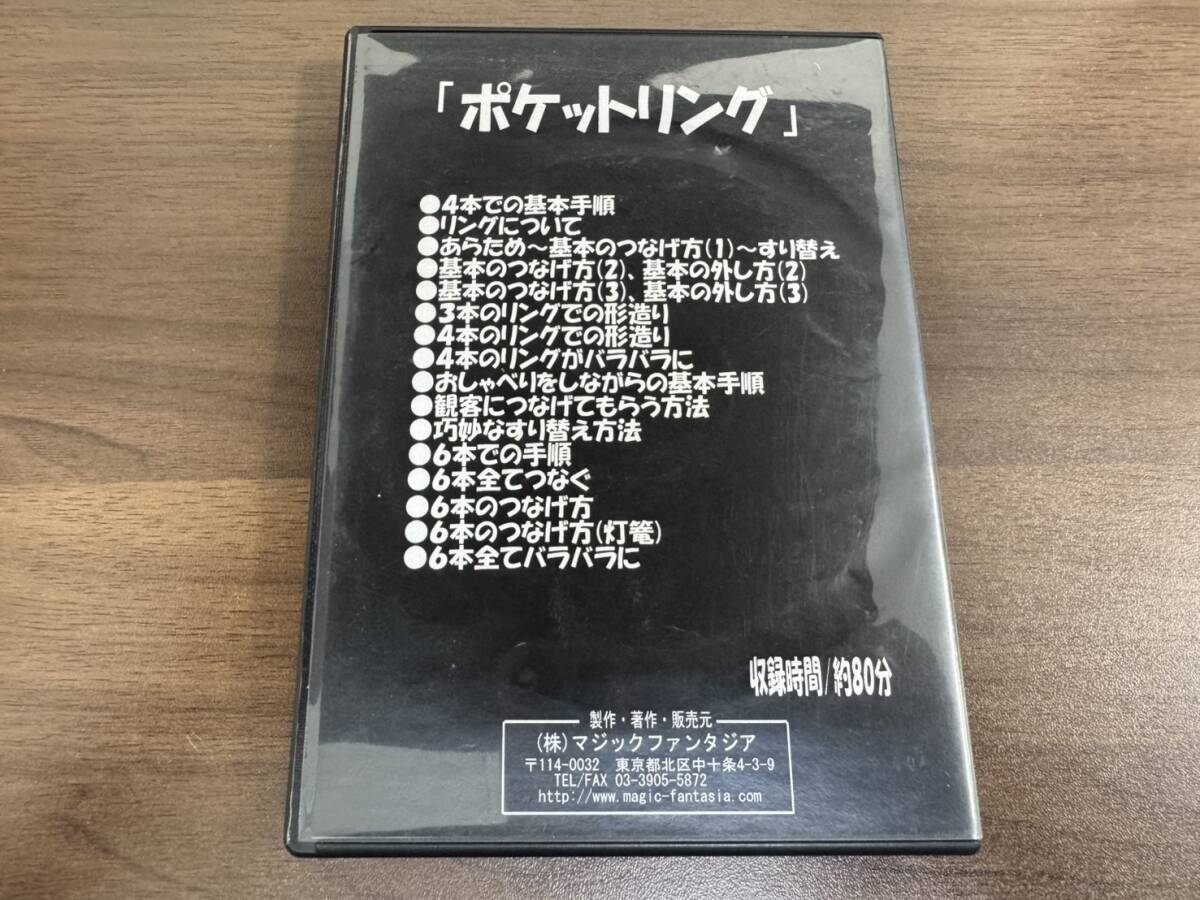 「ポケットリング」
●4本での基本手順
●リングについて
●あらため～基本のつなげ方(1)～すり替え
●基本のつなげ方(2)、基本の外し方(2)
●基本のつなげ方(3)、基本の外し方(3)
●3本のリングでの形造り
●4本のリングでの形造り
●4本のリングがバラバラに
●おしゃべりをしながらの基本手順
●観客につなげてもらう方法
●巧妙なすり替え方法
●6本での手順
●6本全てつなぐ
●6本のつなげ方
●6本のつなげ方(灯篭)
●6本全てバラバラに
収録時間/約80分
製作・著作・販売元
(株)マジックファンタジア
〒114-0032 東京都北区中十条4-3-9
TEL/FAX 03-3905-5872
http://www.magic-fantasia.com